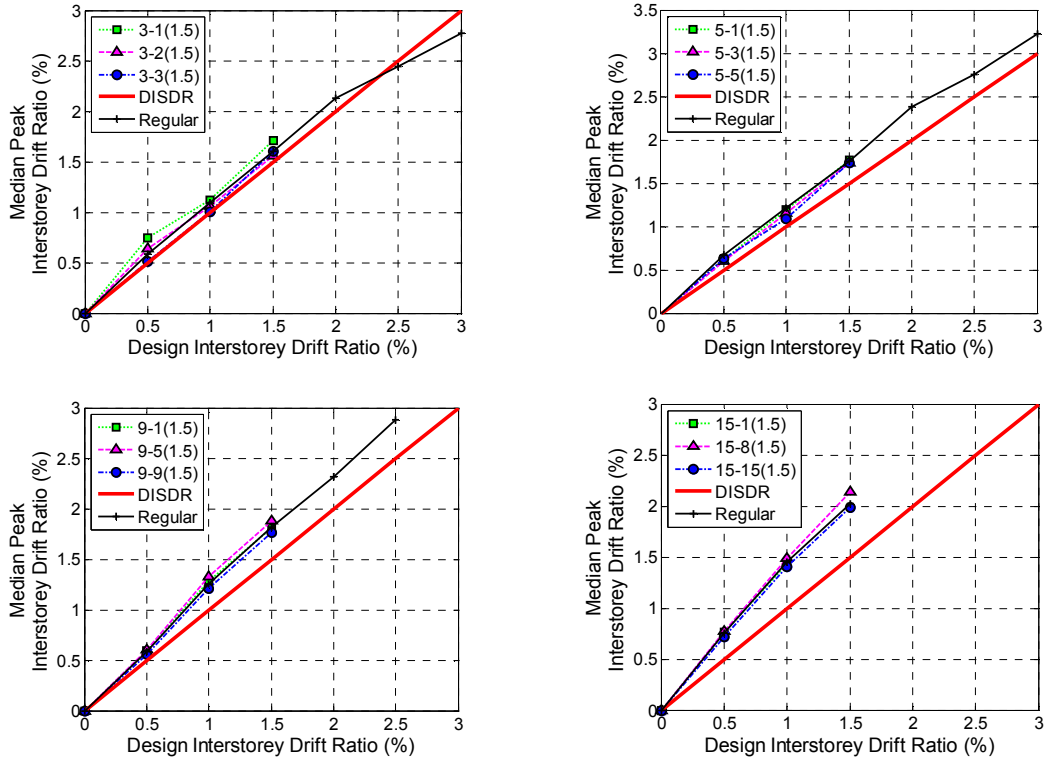 Median Peak
Interstorey Drift Ratio (%)
3
2.5
2
1.5
1
0.5
0
3-1(1.5)
3-2(1.5)
3-3(1.5)
DISDR
Regular
0 0.5 1 1.5 2 2.5 3
Design Interstorey Drift Ratio (%)
Median Peak
Interstorey Drift Ratio (%)
3.5
3
2.5
2
1.5
1
0.5
0
5-1(1.5)
5-3(1.5)
5-5(1.5)
DISDR
Regular
0 0.5 1 1.5 2 2.5 3
Design Interstorey Drift Ratio (%)
Median Peak
Interstorey Drift Ratio (%)
3
2.5
2
1.5
1
0.5
0
9-1(1.5)
9-5(1.5)
9-9(1.5)
DISDR
Regular
0 0.5 1 1.5 2 2.5 3
Design Interstorey Drift Ratio (%)
Median Peak
Interstorey Drift Ratio (%)
3
2.5
2
1.5
1
0.5
0
15-1(1.5)
15-8(1.5)
15-15(1.5)
DISDR
Regular
0 0.5 1 1.5 2 2.5 3
Design Interstorey Drift Ratio (%)